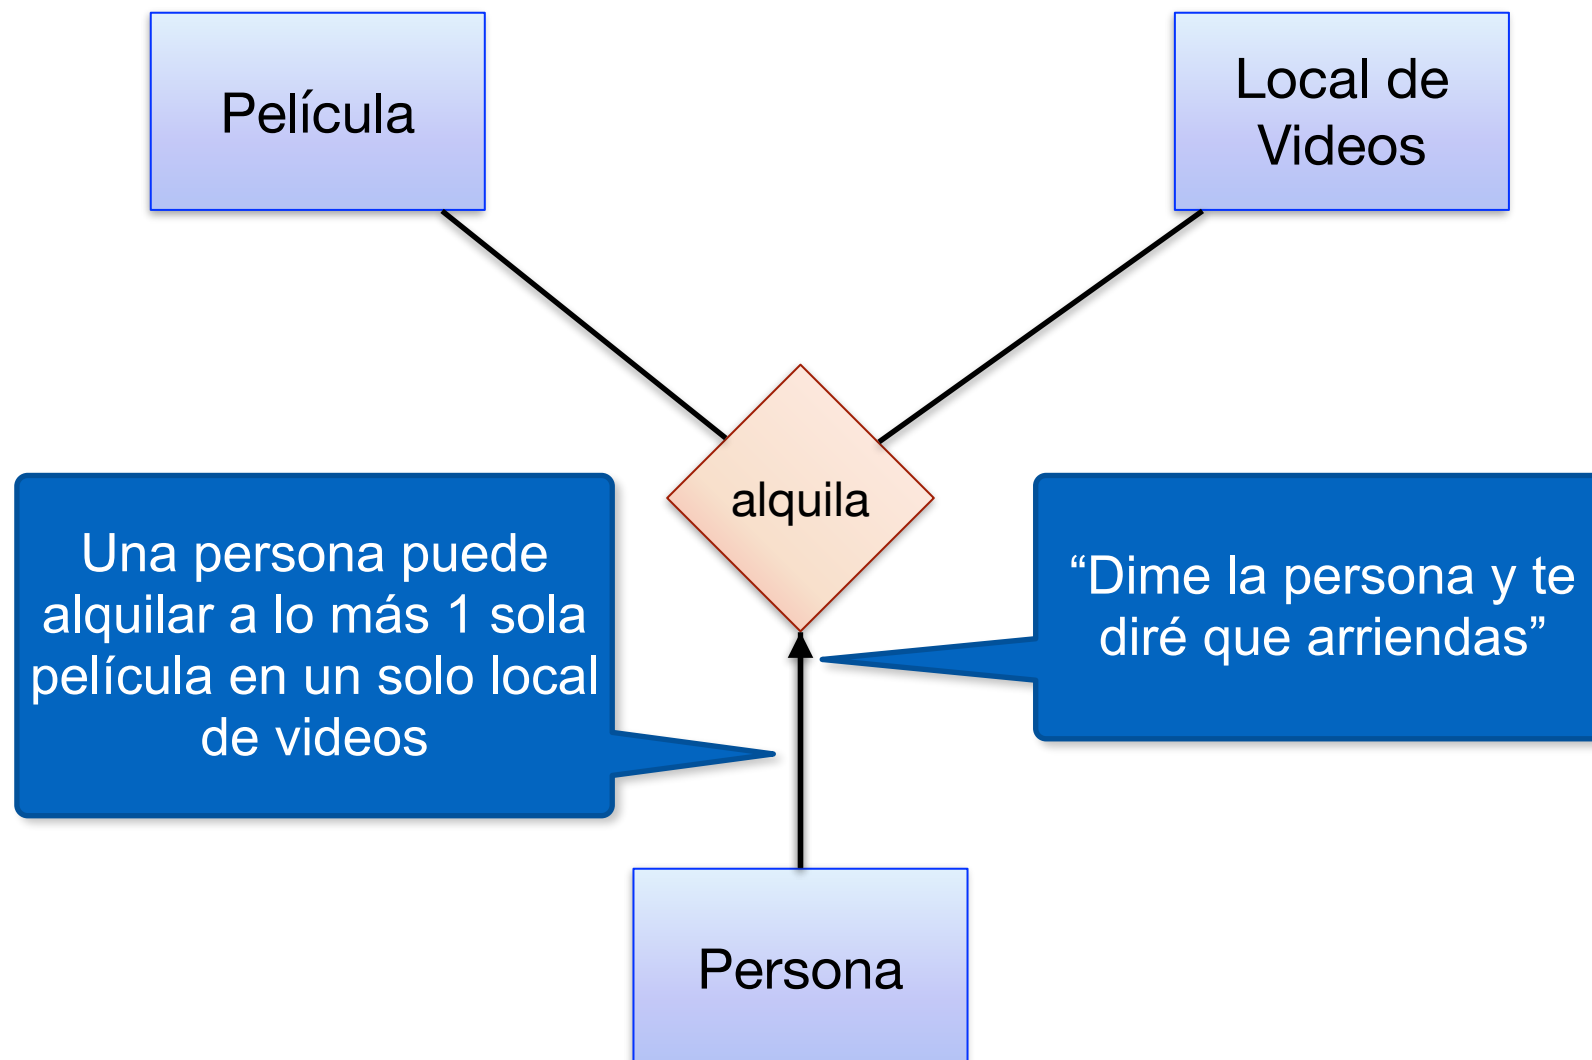 Película
Local de
Videos
alquila
Una persona puede
alquilar a lo más 1 sola
película en un solo local
de videos
“Dime la persona y te
diré que arriendas”
Persona